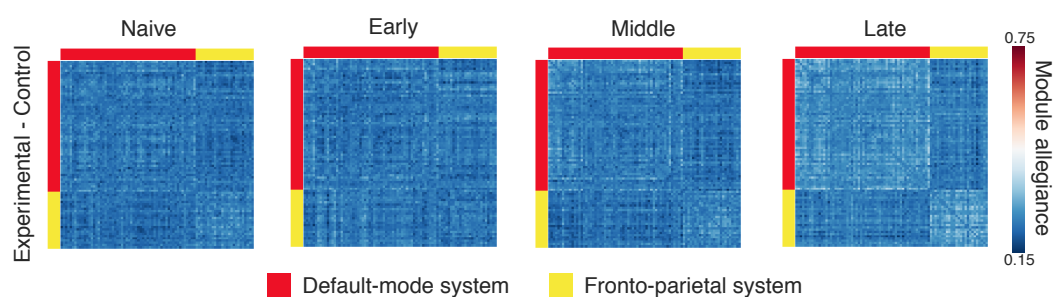 Naive
Early
Middle
Late
Experimental - Control
0.75
Module allegiance
0.15
Default-mode system
Fronto-parietal system